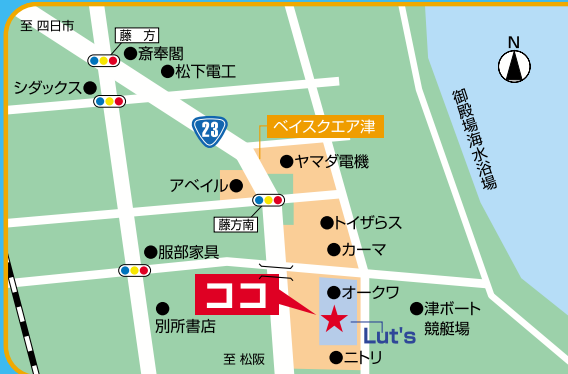 至 四日市
藤 方
斎奉閣
松下電工
シダックス
N
御殿場海水浴場
23
ベイスクエア津
ヤマダ電機
アベイル
藤方南
トイザらス
カーマ
服部家具
ココ
オークワ
別所書店
津ボート
競艇場
Lut's
至 松阪
ニトリ